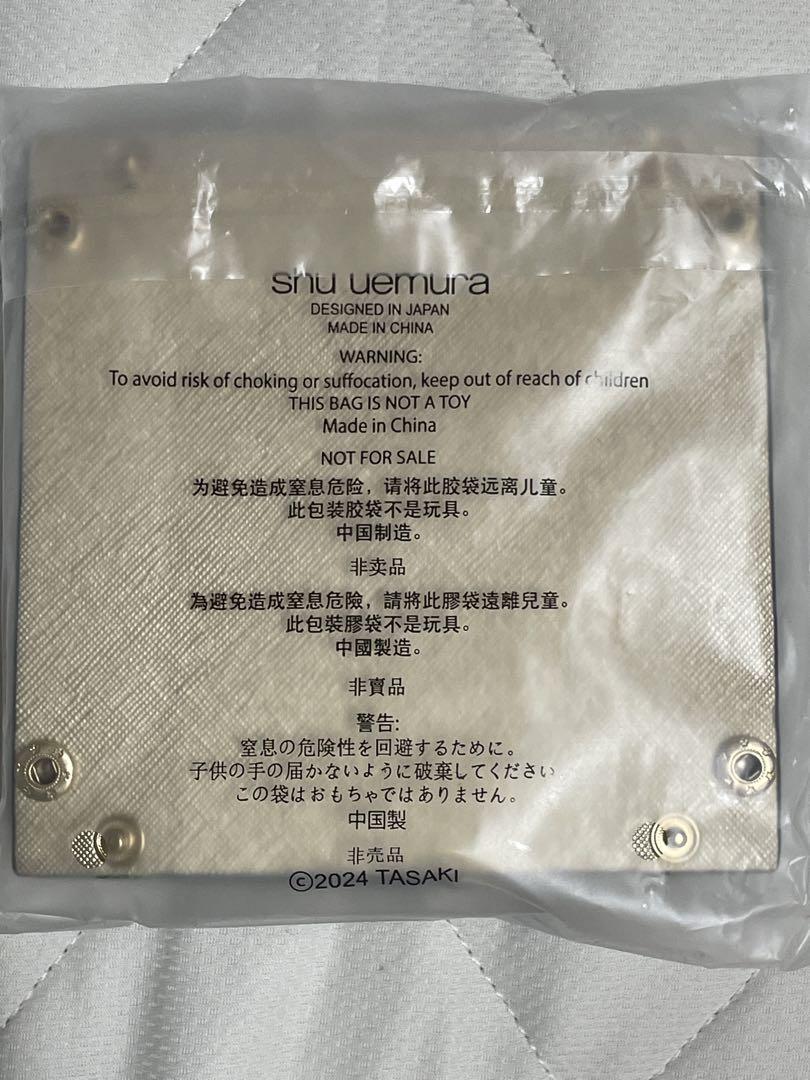 shu uemura
DESIGNED IN JAPAN
MADE IN CHINA
WARNING:
To avoid risk of choking or suffocation, keep out of reach of children
THIS BAG IS NOT A TOY
Made in China
NOT FOR SALE
为避免造成窒息危险，请将此胶袋远离儿童。
此包装胶袋不是玩具。
中国制造。
非卖品
為避免造成窒息危險，請將此膠袋遠離兒童。
此包裝膠袋不是玩具。
中國製造。
非賣品
警告:
窒息の危険性を回避するために。
子供の手の届かないように破棄してください
この袋はおもちゃではありません。
中国製
非売品
©2024 TASAKI